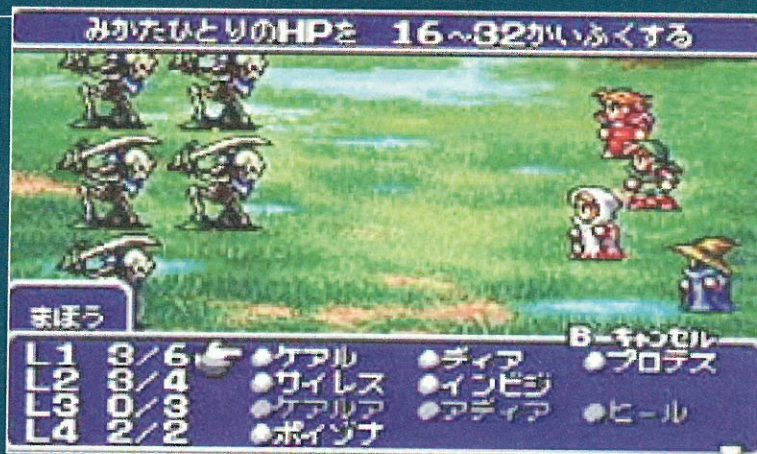 みかたひとりのHPを 16~32かいふくする
まほう
B-キャンセル
L1 3/6 ケアル ディア プロテス
L2 3/4 サイレス インビジ
L3 0/3 ケアルア アディア ヒール
L4 2/2 ポイゾナ